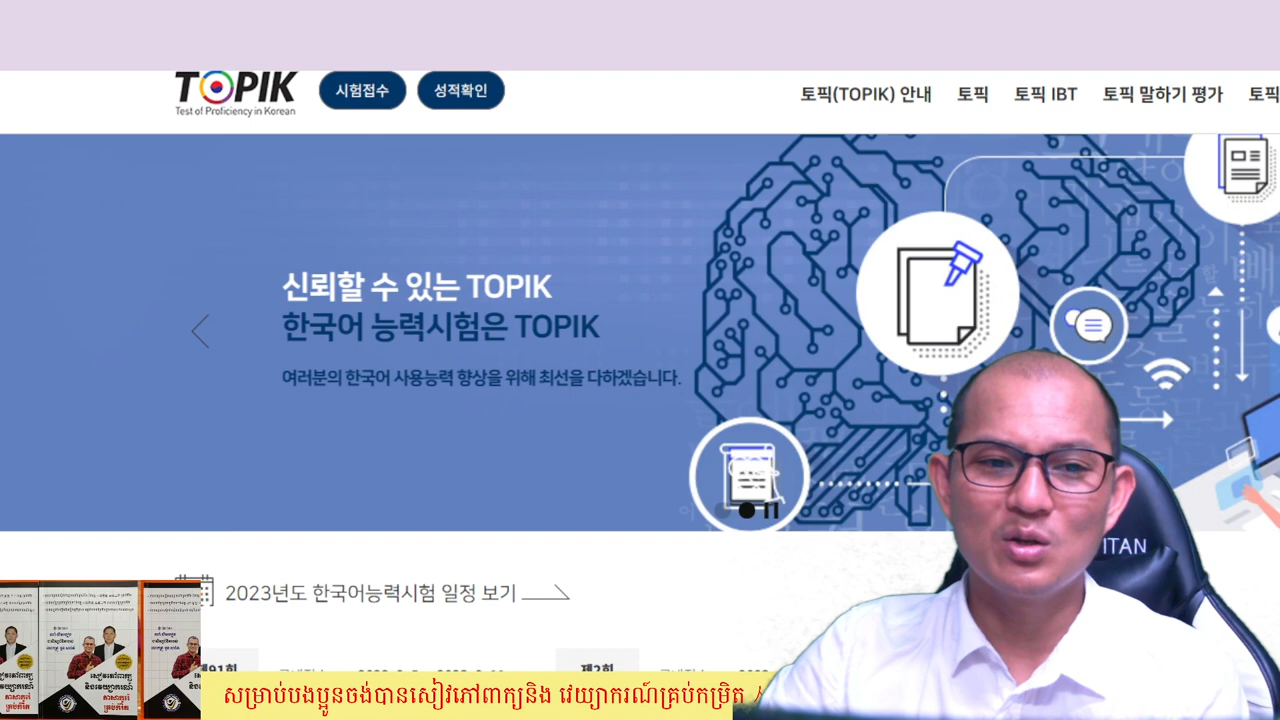 TOPIK
Test of Proficiency in Korean
시험접수
성적확인
토픽(TOPIK) 안내
토픽
토픽 IBT
토픽 말하기 평가
토픽
신뢰할 수 있는 TOPIK
한국어 능력시험은 TOPIK
여러분의 한국어 사용능력 향상을 위해 최선을 다하겠습니다.
ITAN
2023년도 한국어능력시험 일정 보기
제2회
សម្រាប់បងប្អូនចង់បានសៀវភៅពាក្យនិង វេយ្យាករណ៍គ្រប់កម្រិត